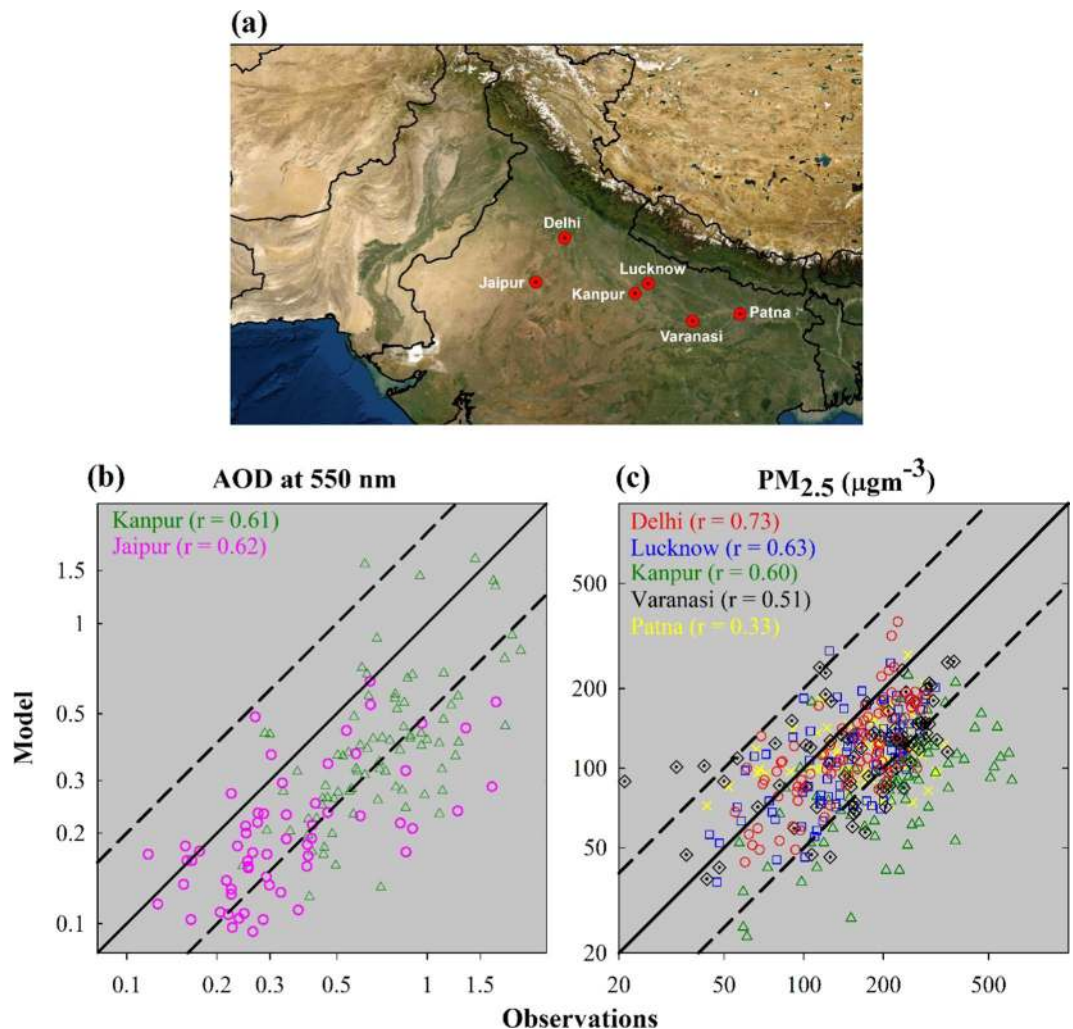 (a)
Delhi
Jaipur
Lucknow
Kanpur
Patna
Varanasi
(b) AOD at 550 nm
Kanpur (r = 0.61)
Jaipur (r = 0.62)
1.5
1
0.5
0.3
0.2
0.1
0.1 0.2 0.3 0.5 1 1.5
Model
(c) PM2.5 (μgm-3)
Delhi (r = 0.73)
Lucknow (r = 0.63)
Kanpur (r = 0.60)
Varanasi (r = 0.51)
Patna (r = 0.33)
500
200
100
50
20
20 100 200 500
Observations